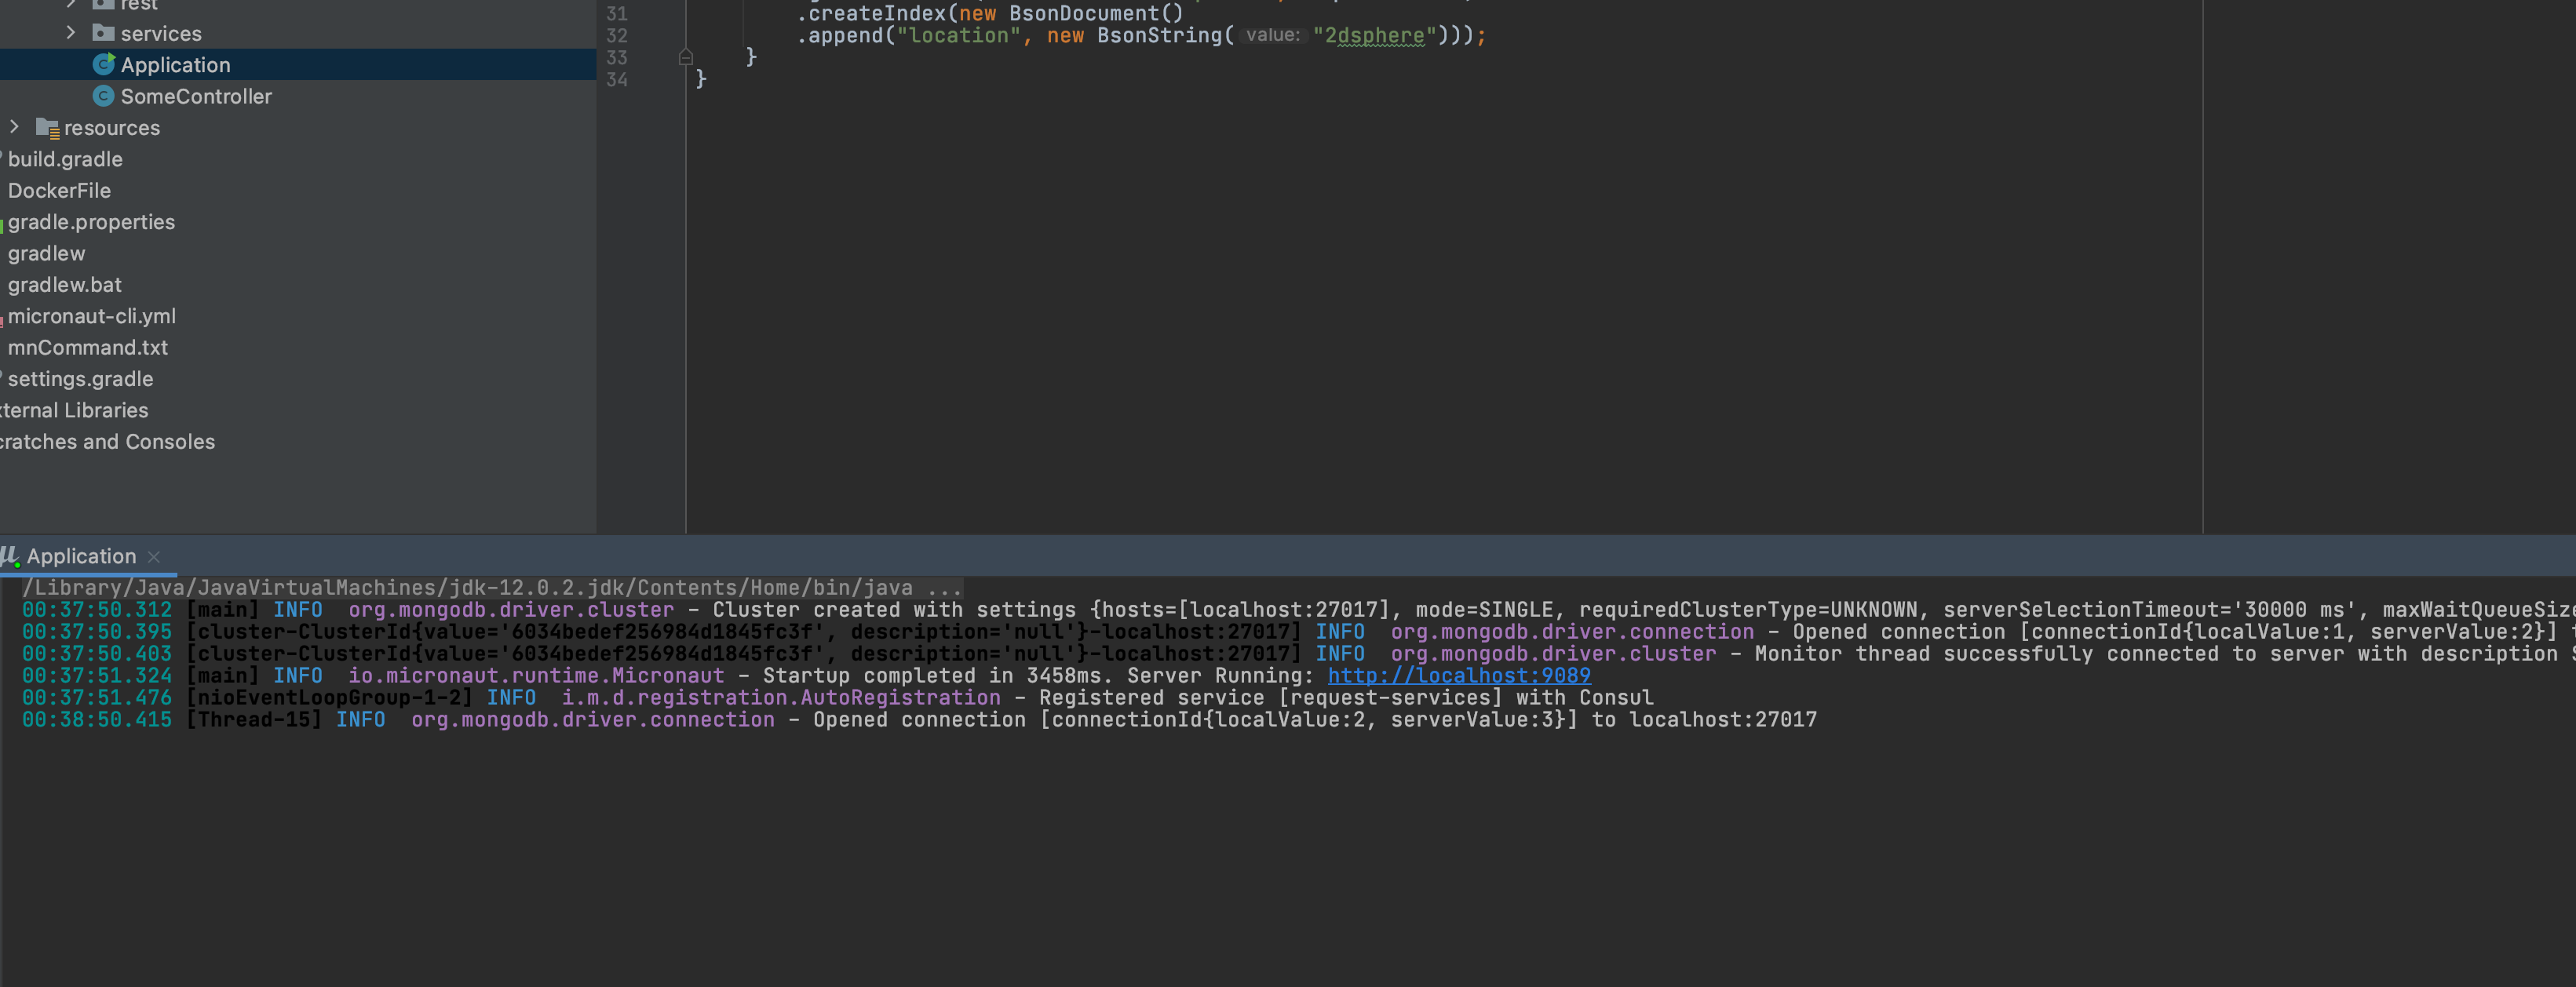 rest
services
Application
SomeController
resources
build.gradle
DockerFile
gradle.properties
gradlew
gradlew.bat
micronaut-cli.yml
mnCommand.txt
settings.gradle
ternal Libraries
cratches and Consoles
31 .createIndex(new BsonDocument()
32 .append("location", new BsonString( value: "2dsphere")));
33 }
34 }
Application
/Library/Java/JavaVirtualMachines/jdk-12.0.2.jdk/Contents/Home/bin/java ...
00:37:50.312 [main] INFO org.mongodb.driver.cluster - Cluster created with settings {hosts=[localhost:27017], mode=SINGLE, requiredClusterType=UNKNOWN, serverSelectionTimeout='30000 ms', maxWaitQueueSize
00:37:50.395 [cluster-ClusterId{value='6034bedef256984d1845fc3f', description='null'}-localhost:27017] INFO org.mongodb.driver.connection - Opened connection [connectionId{localValue:1, serverValue:2}]
00:37:50.403 [cluster-ClusterId{value='6034bedef256984d1845fc3f', description='null'}-localhost:27017] INFO org.mongodb.driver.cluster - Monitor thread successfully connected to server with description
00:37:51.324 [main] INFO io.micronaut.runtime.Micronaut - Startup completed in 3458ms. Server Running: http://localhost:9089
00:37:51.476 [nioEventLoopGroup-1-2] INFO i.m.d.registration.AutoRegistration - Registered service [request-services] with Consul
00:38:50.415 [Thread-15] INFO org.mongodb.driver.connection - Opened connection [connectionId{localValue:2, serverValue:3}] to localhost:27017